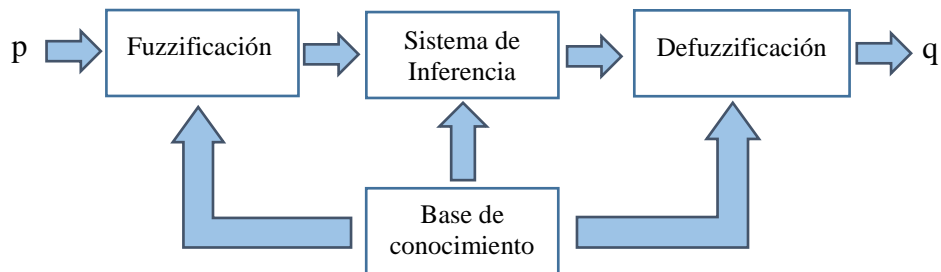 p
Fuzzificación
Sistema de
Inferencia
Defuzzificación
q
Base de
conocimiento